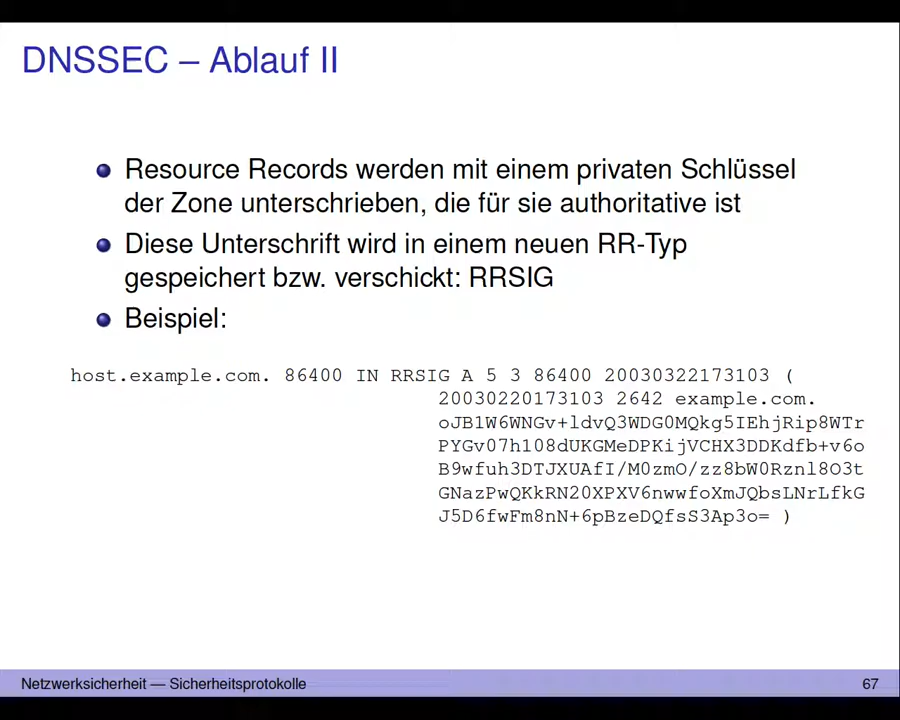 DNSSEC – Ablauf II
Resource Records werden mit einem privaten Schlüssel
der Zone unterschrieben, die für sie authoritative ist
Diese Unterschrift wird in einem neuen RR-Typ
gespeichert bzw. verschickt: RRSIG
Beispiel:
host.example.com. 86400 IN RRSIG A 5 3 86400 20030322173103 (
20030220173103 2642 example.com.
oJB1W6WNGv+ldvQ3WDG0MQkg5IEhjRip8WTr
PYGv07h108dUKGMeDPKijVCHX3DDKdfb+v6o
B9wfuh3DTJXUAfI/M0zmO/zz8bW0Rznl8O3t
GNazPwQKkRN20XPXV6nwwfoXmJQbsLNrLfkG
J5D6fwFm8nN+6pBzeDQfsS3Ap3o= )
Netzwerksicherheit — Sicherheitsprotokolle
67